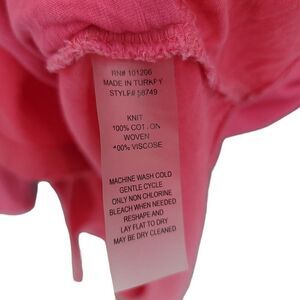 RN# 101206
MADE IN TURKEY
STYLE# 58749
KNIT
100% COTTON
WOVEN
100% VISCOSE
MACHINE WASH COLD
GENTLE CYCLE
ONLY NON CHLORINE
BLEACH WHEN NEEDED
RESHAPE AND
LAY FLAT TO DRY
MAY BE DRY CLEANED